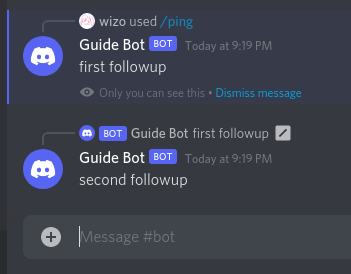 wizo used /ping
Guide Bot BOT Today at 9:19 PM
first followup
Only you can see this • Dismiss message
BOT Guide Bot first followup
Guide Bot BOT Today at 9:19 PM
second followup
Message #bot